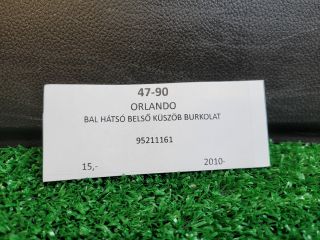 47-90
ORLANDO
BAL HÁTSÓ BELSŐ KÜSZÖB BURKOLAT
95211161
15,- 2010-